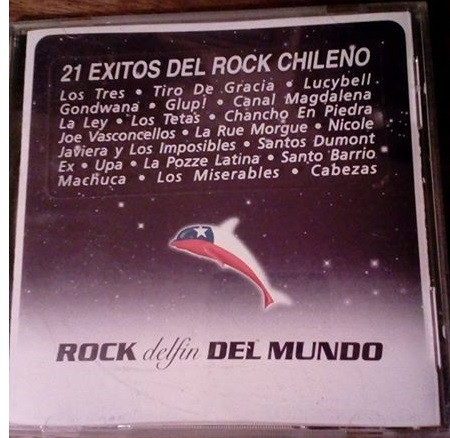 21 EXITOS DEL ROCK CHILENO
Los Tres • Tiro De Gracia • Lucybell
Gondwana • Glup! • Canal Magdalena
La Ley • Los Tetas • Chancho En Piedra
Joe Vasconcellos • La Rue Morgue • Nicole
Javiera y Los Imposibles • Santos Dumont
Ex • Upa • La Pozze Latina • Santo Barrio
Machuca • Los Miserables • Cabezas
ROCK delfín DEL MUNDO